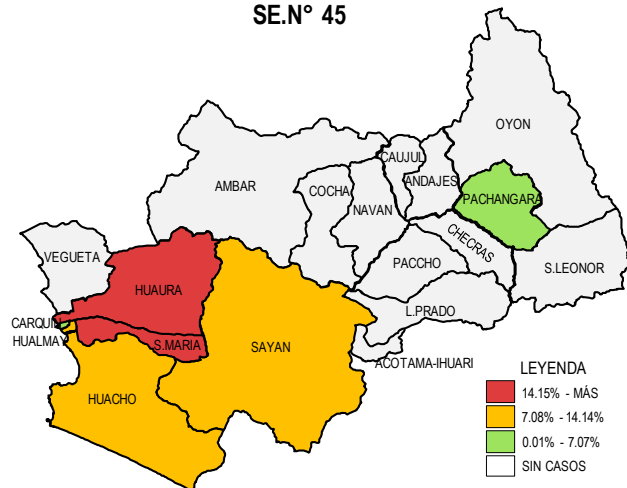 SE.N° 45
OYON
CAUJUL
ANDAJES
AMBAR
COCHA
PACHANGARA
NAVAN
CHECRAS
VEGUETA
PACCHO
S.LEONOR
HUAURA
L.PRADO
CARQUIN
HUALMAY
S.MARIA
SAYAN
ACOTAMA-IHUARI
HUACHO
LEYENDA
14.15% - MÁS
7.08% - 14.14%
0.01% - 7.07%
SIN CASOS